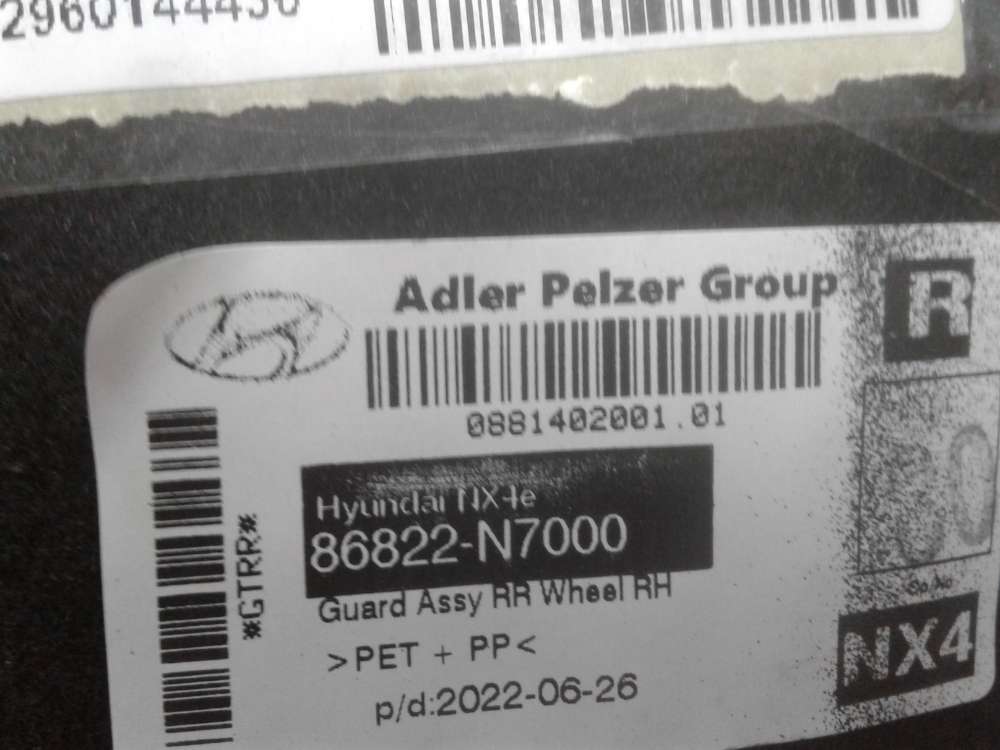 Adler Pelzer Group
R
0881402001.01
Hyundai NX4e
86822-N7000
Guard Assy RR Wheel RH
>PET + PP<
p/d:2022-06-26
*GTRR*
NX4